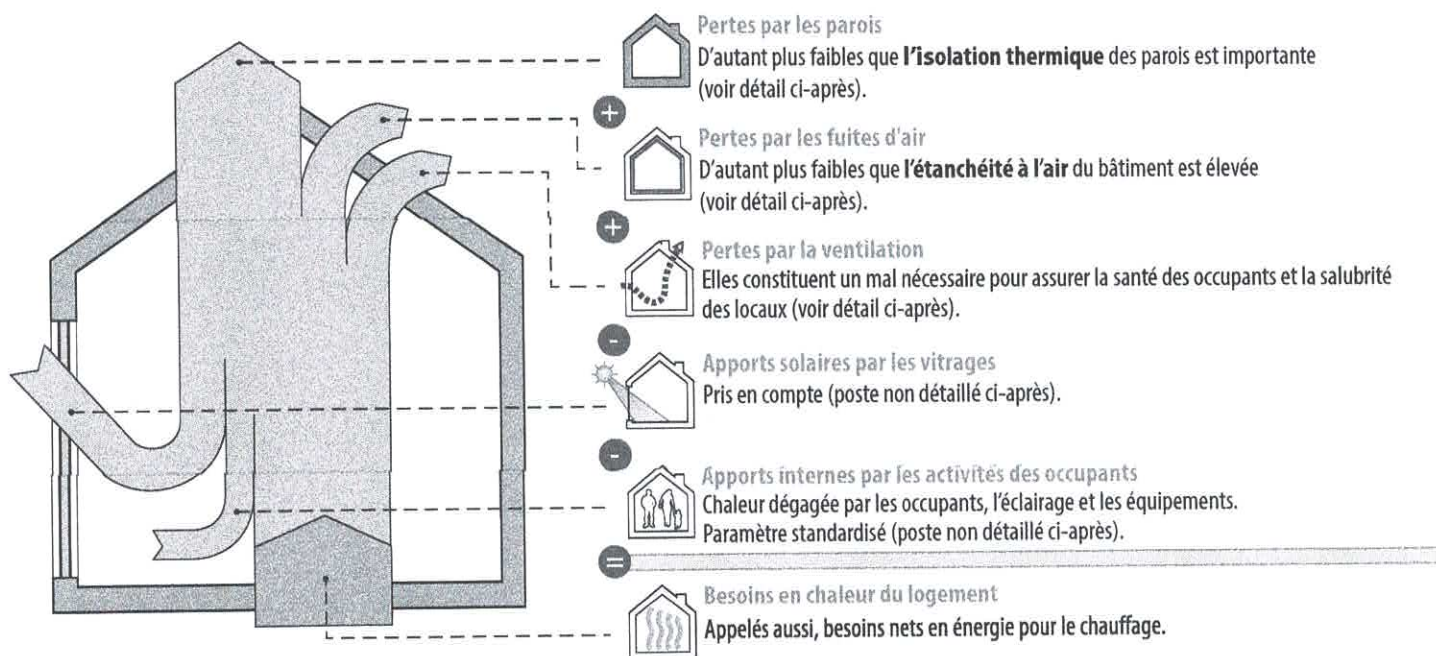 Pertes par les parois
D'autant plus faibles que l'isolation thermique des parois est importante
(voir détail ci-après).
+
Pertes par les fuites d'air
D'autant plus faibles que l'étanchéité à l'air du bâtiment est élevée
(voir détail ci-après).
+
Pertes par la ventilation
Elles constituent un mal nécessaire pour assurer la santé des occupants et la salubrité
des locaux (voir détail ci-après).
-
Apports solaires par les vitrages
Pris en compte (poste non détaillé ci-après).
-
Apports internes par les activités des occupants
Chaleur dégagée par les occupants, l'éclairage et les équipements.
Paramètre standardisé (poste non détaillé ci-après).
=
Besoins en chaleur du logement
Appelés aussi, besoins nets en énergie pour le chauffage.